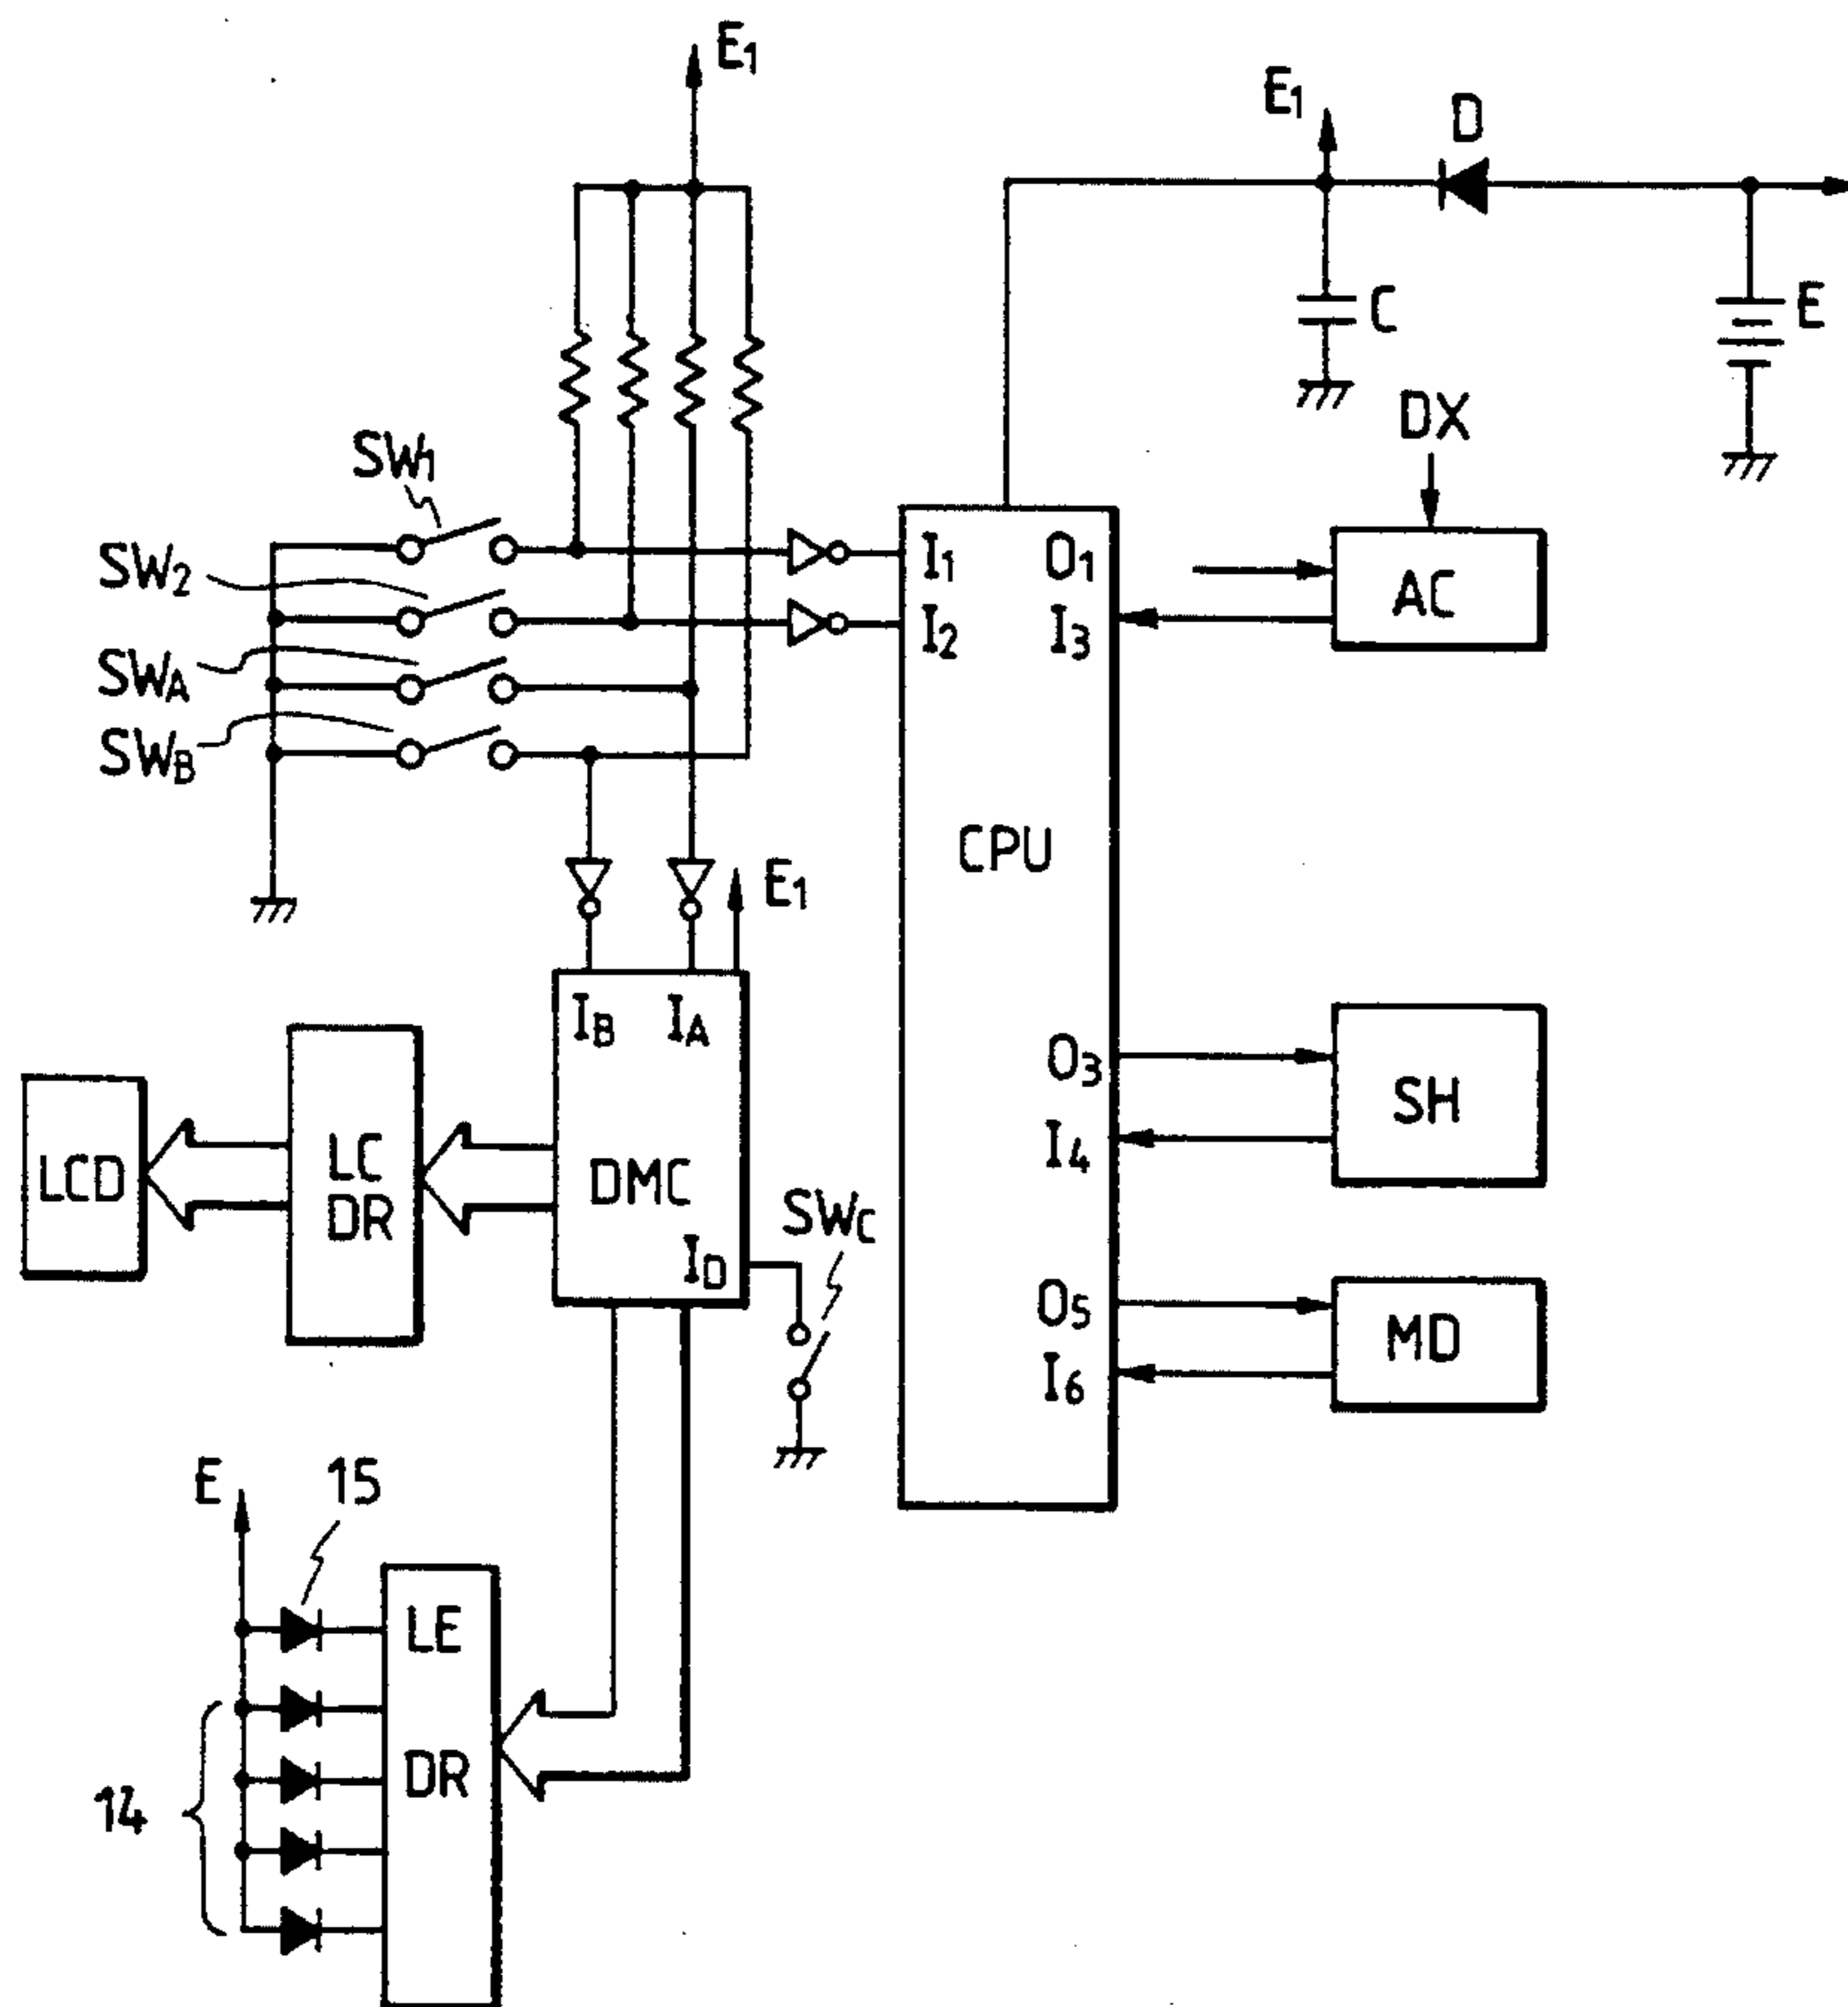 E1
E1
D
C
E
DX
SW1
SW2
SWA
SWB
I1
O1
I2
I3
AC
CPU
E1
IB
IA
LCD
LC
DR
DMC
ID
SWC
O3
I4
SH
O5
I6
MD
E
15
LE
DR
14